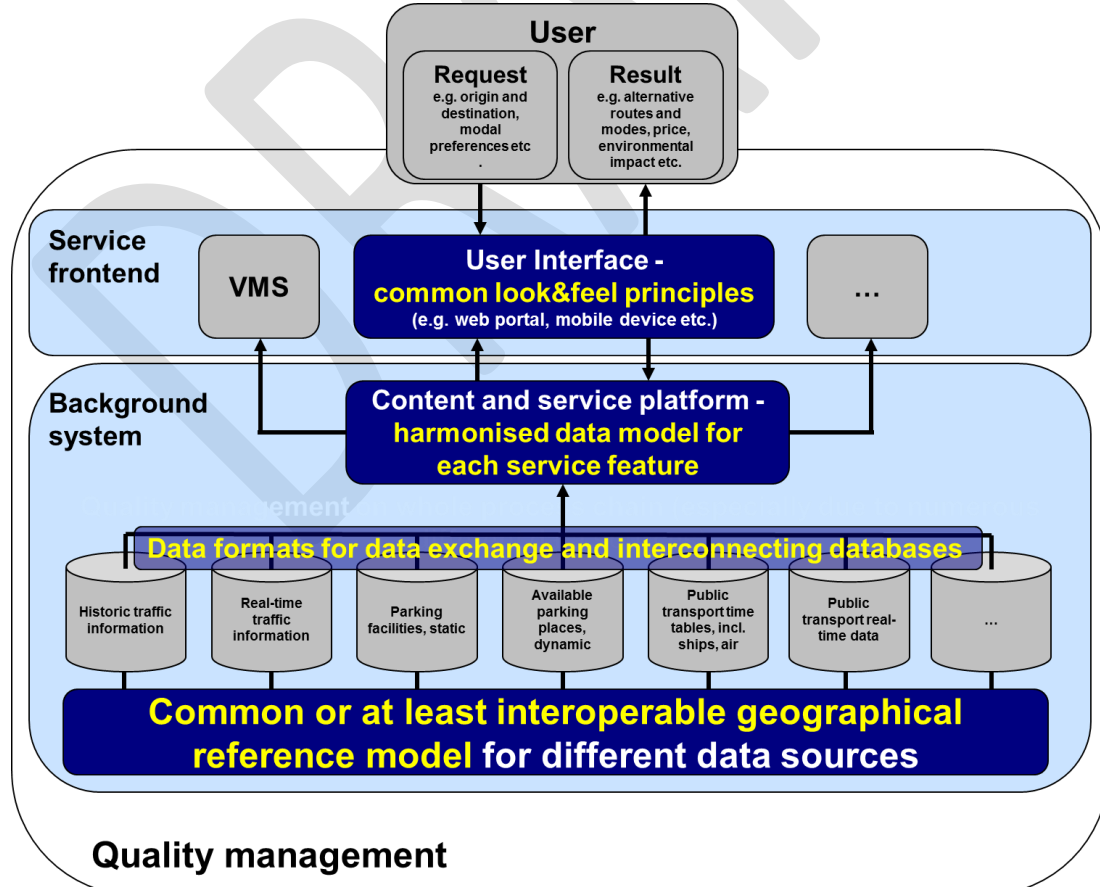 User
Request
e.g. origin and
destination,
modal
preferences etc
.
Result
e.g. alternative
routes and
modes, price,
environmental
impact etc.
Service
frontend
VMS
User Interface -
common look&feel principles
(e.g. web portal, mobile device etc.)
...
Background
system
Content and service platform -
harmonised data model for
each service feature
Data formats for data exchange and interconnecting databases
Historic traffic
information
Real-time
traffic
information
Parking
facilities, static
Available
parking
places,
dynamic
Public
transport time
tables, incl.
ships, air
Public
transport real-
time data
...
Common or at least interoperable geographical
reference model for different data sources
Quality management